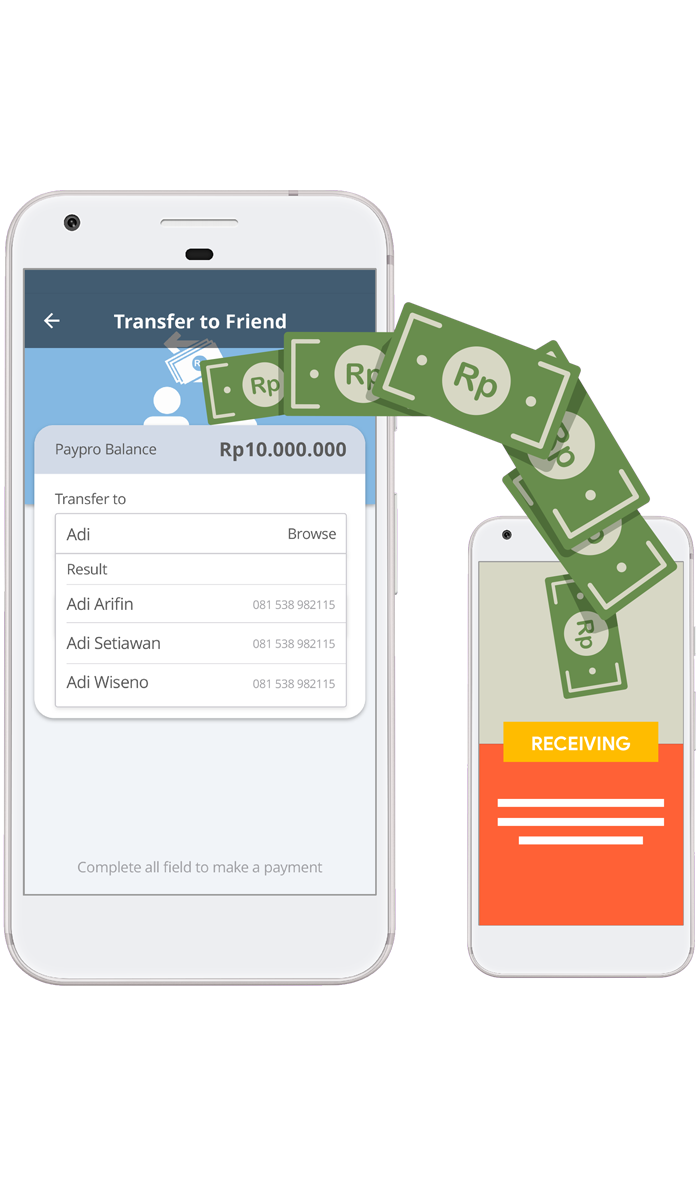 Transfer to Friend
Rp Rp Rp
Rp
Rp
Paypro Balance Rp10.000.000
Transfer to
Adi Browse
Result
Adi Arifin 081 538 982115
Adi Setiawan 081 538 982115
Adi Wiseno 081 538 982115
RECEIVING
Complete all field to make a payment